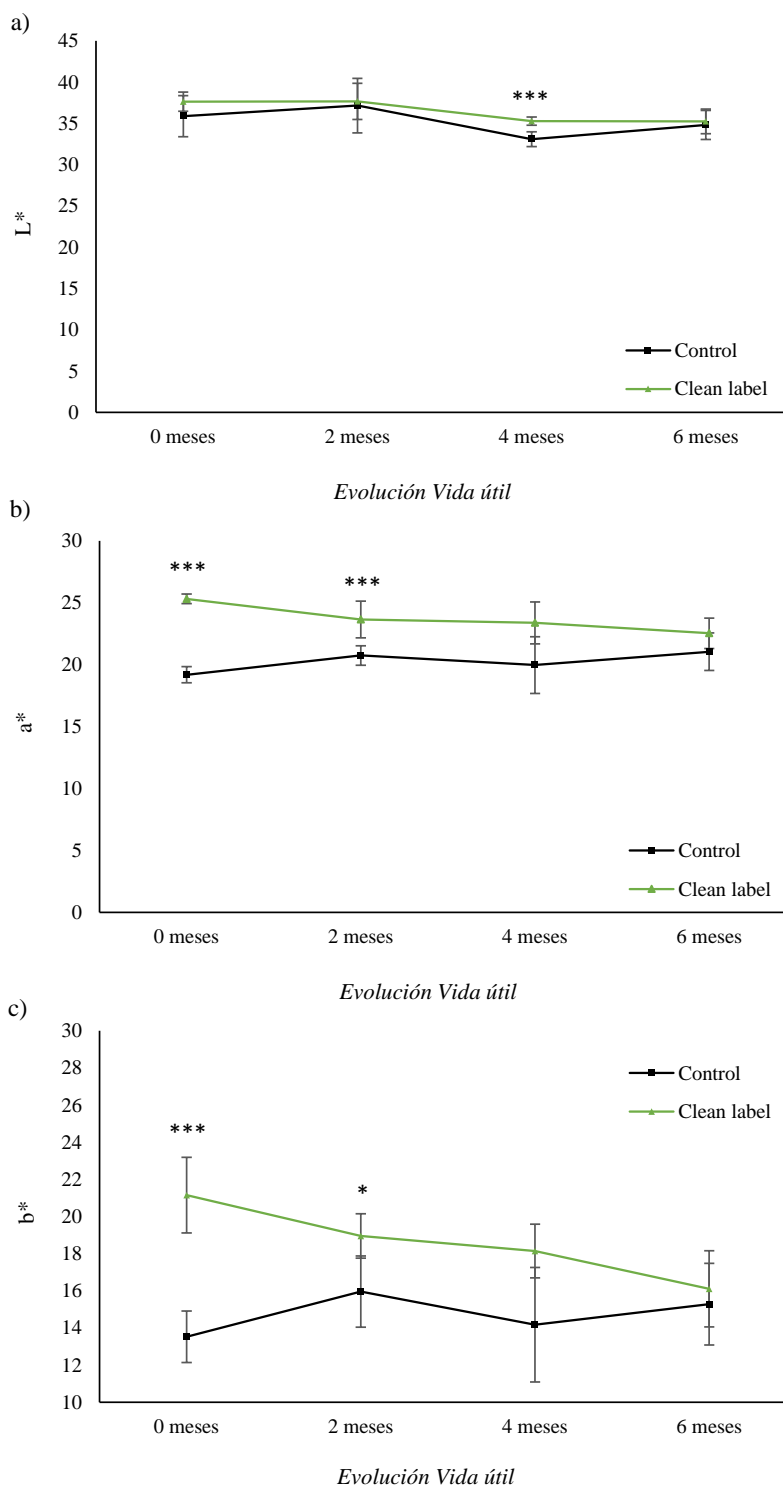 a)
45
40
35
30
25
20
15
10
5
0
L*
***
Control
Clean label
0 meses 2 meses 4 meses 6 meses
Evolución Vida útil
b)
30
25
20
15
10
5
0
a*
*** ***
Control
Clean label
0 meses 2 meses 4 meses 6 meses
Evolución Vida útil
c)
30
28
26
24
22
20
18
16
14
12
10
b*
*** *
Control
Clean label
0 meses 2 meses 4 meses 6 meses
Evolución Vida útil